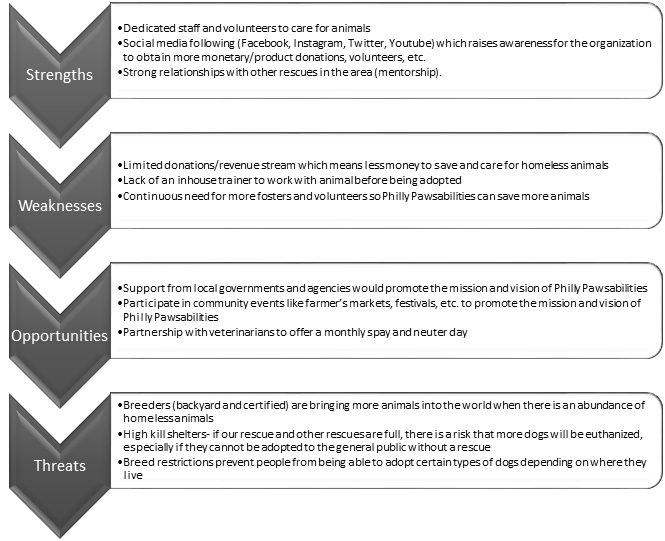 Strengths
•Dedicated staff and volunteers to care for animals
•Social media following (Facebook, Instagram, Twitter, Youtube) which raises awareness for the organization
to obtain more monetary/product donations, volunteers, etc.
•Strong relationships with other rescues in the area (mentorship).
Weaknesses
•Limited donations/revenue stream which means less money to save and care for homeless animals
•Lack of an inhouse trainer to work with animal before being adopted
•Continuous need for more fosters and volunteers so Philly Pawsabilities can save more animals
Opportunities
•Support from local governments and agencies would promote the mission and vision of Philly Pawsabilities
•Participate in community events like farmer's markets, festivals, etc. to promote the mission and vision of
Philly Pawsabilities
•Partnership with veterinarians to offer a monthly spay and neuter day
Threats
•Breeders (backyard and certified) are bringing more animals into the world when there is an abundance of
homeless animals
•High kill shelters- if our rescue and other rescues are full, there is a risk that more dogs will be euthanized,
especially if they cannot be adopted to the general public without a rescue
•Breed restrictions prevent people from being able to adopt certain types of dogs depending on where they
live